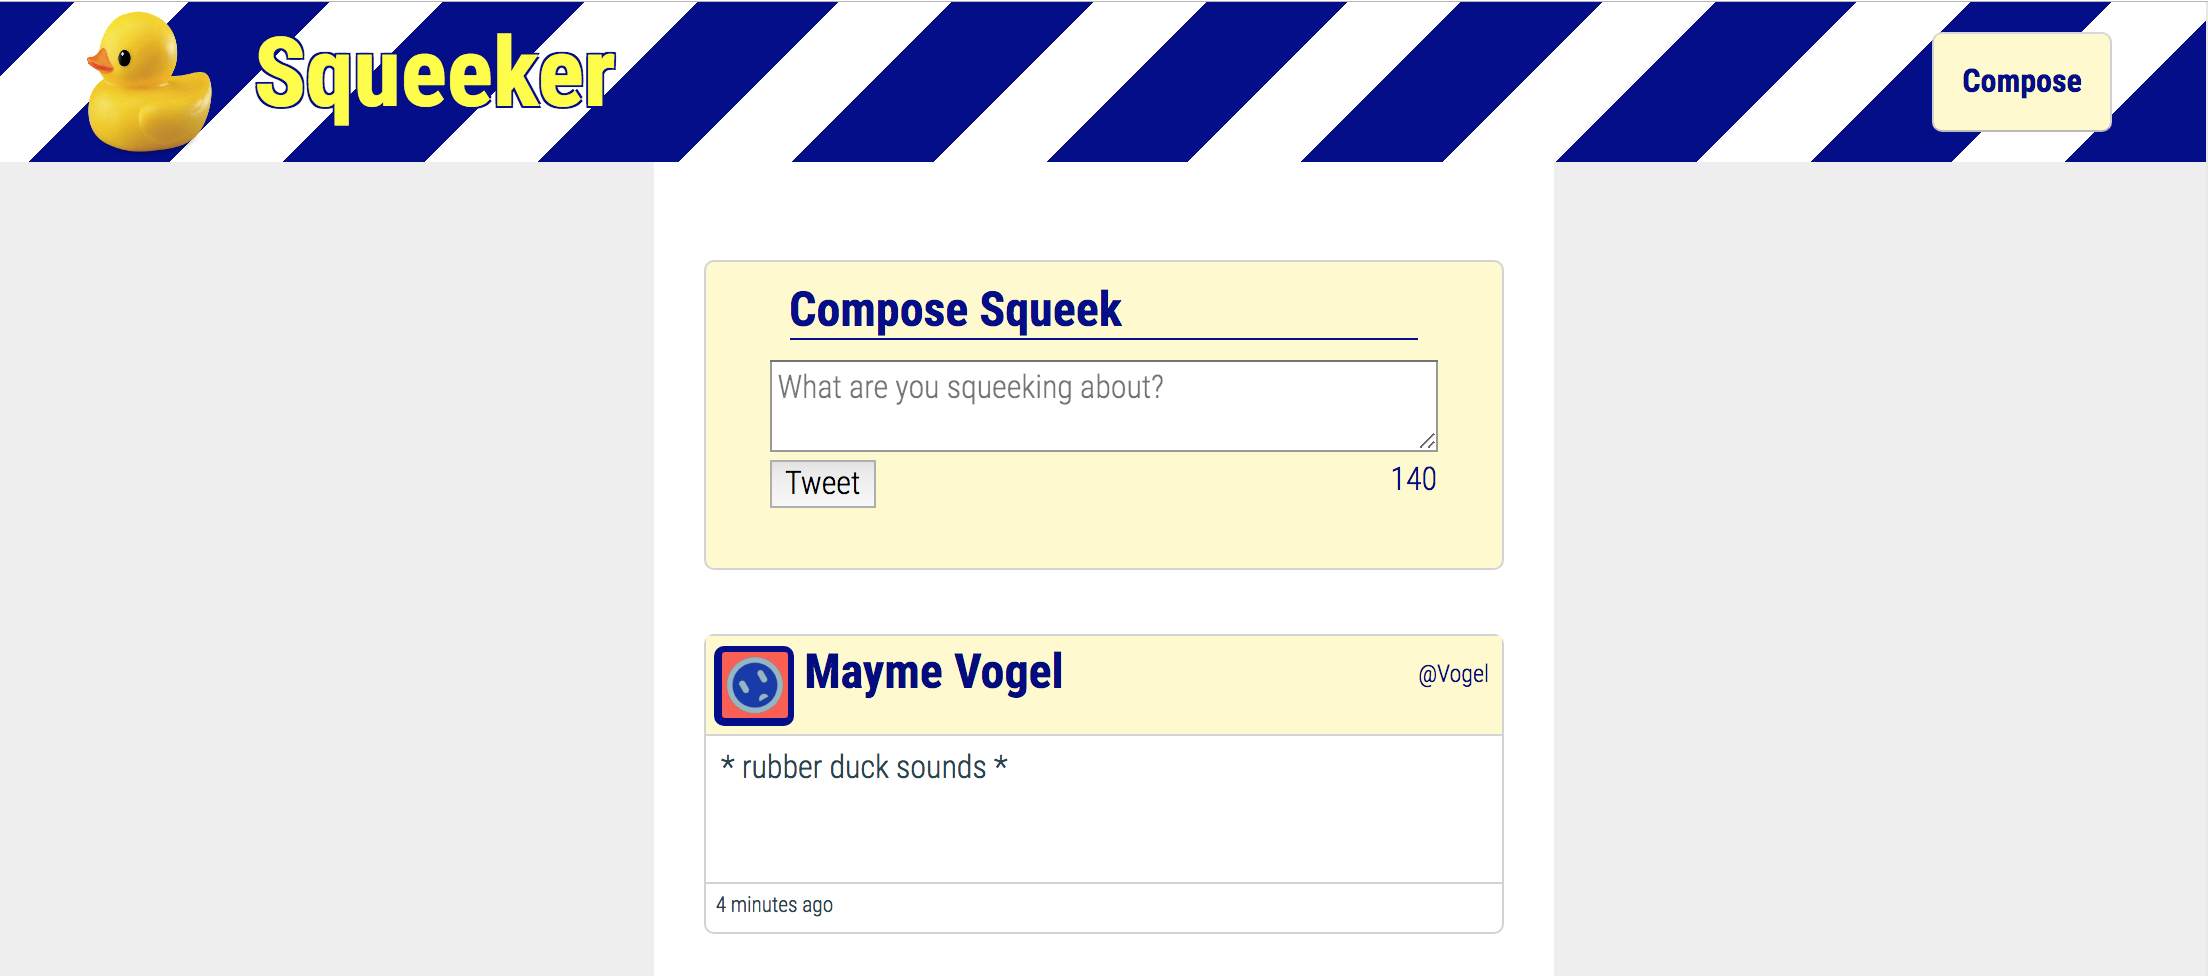 Squeeker
Compose
Compose Squeek
What are you squeeking about?
Tweet
140
Mayme Vogel
@Vogel
* rubber duck sounds *
4 minutes ago